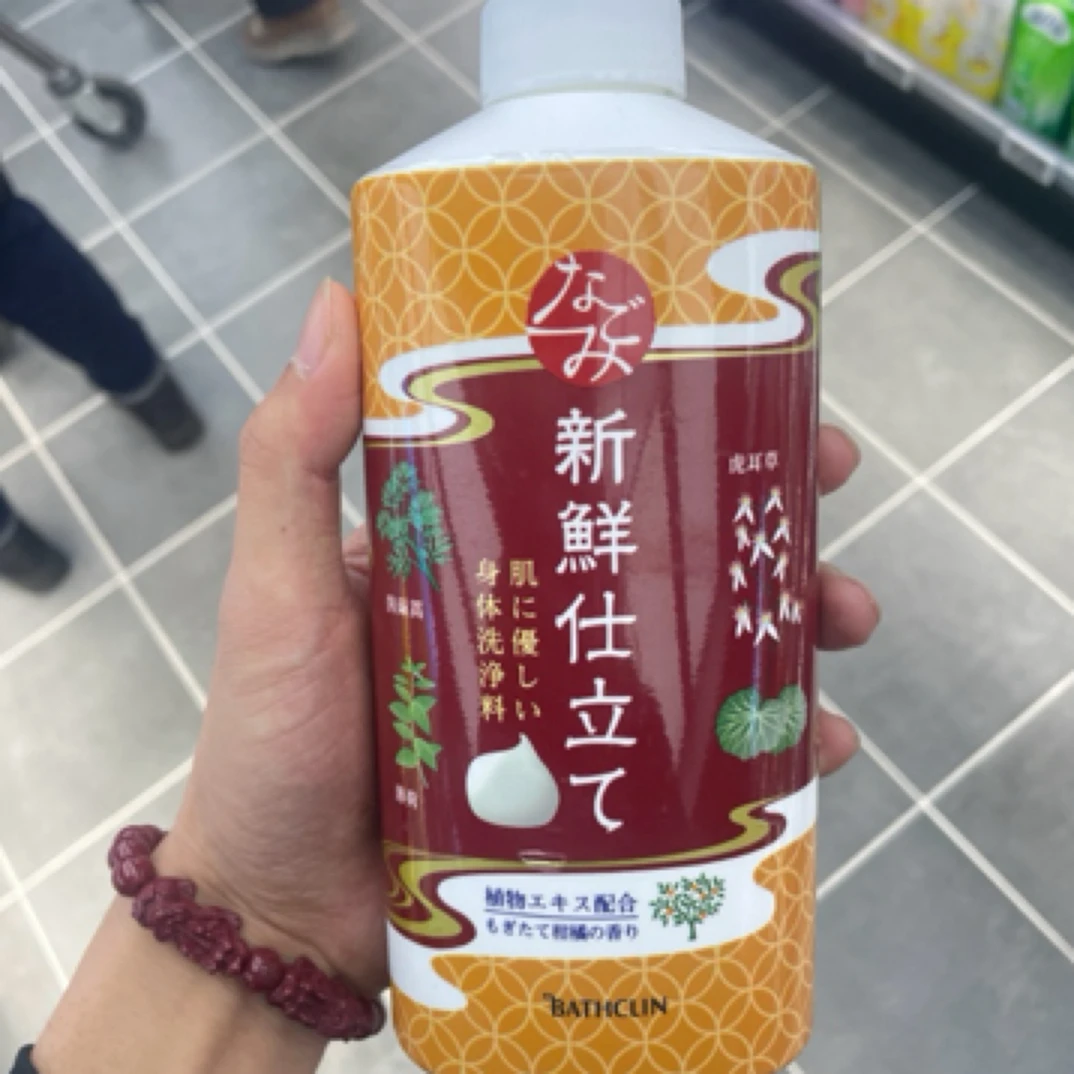 なごみ
新鮮仕立て
肌に優しい
身体洗浄料
虎耳草
植物エキス配合
もぎたて柑橘の香り
BATHCLIN